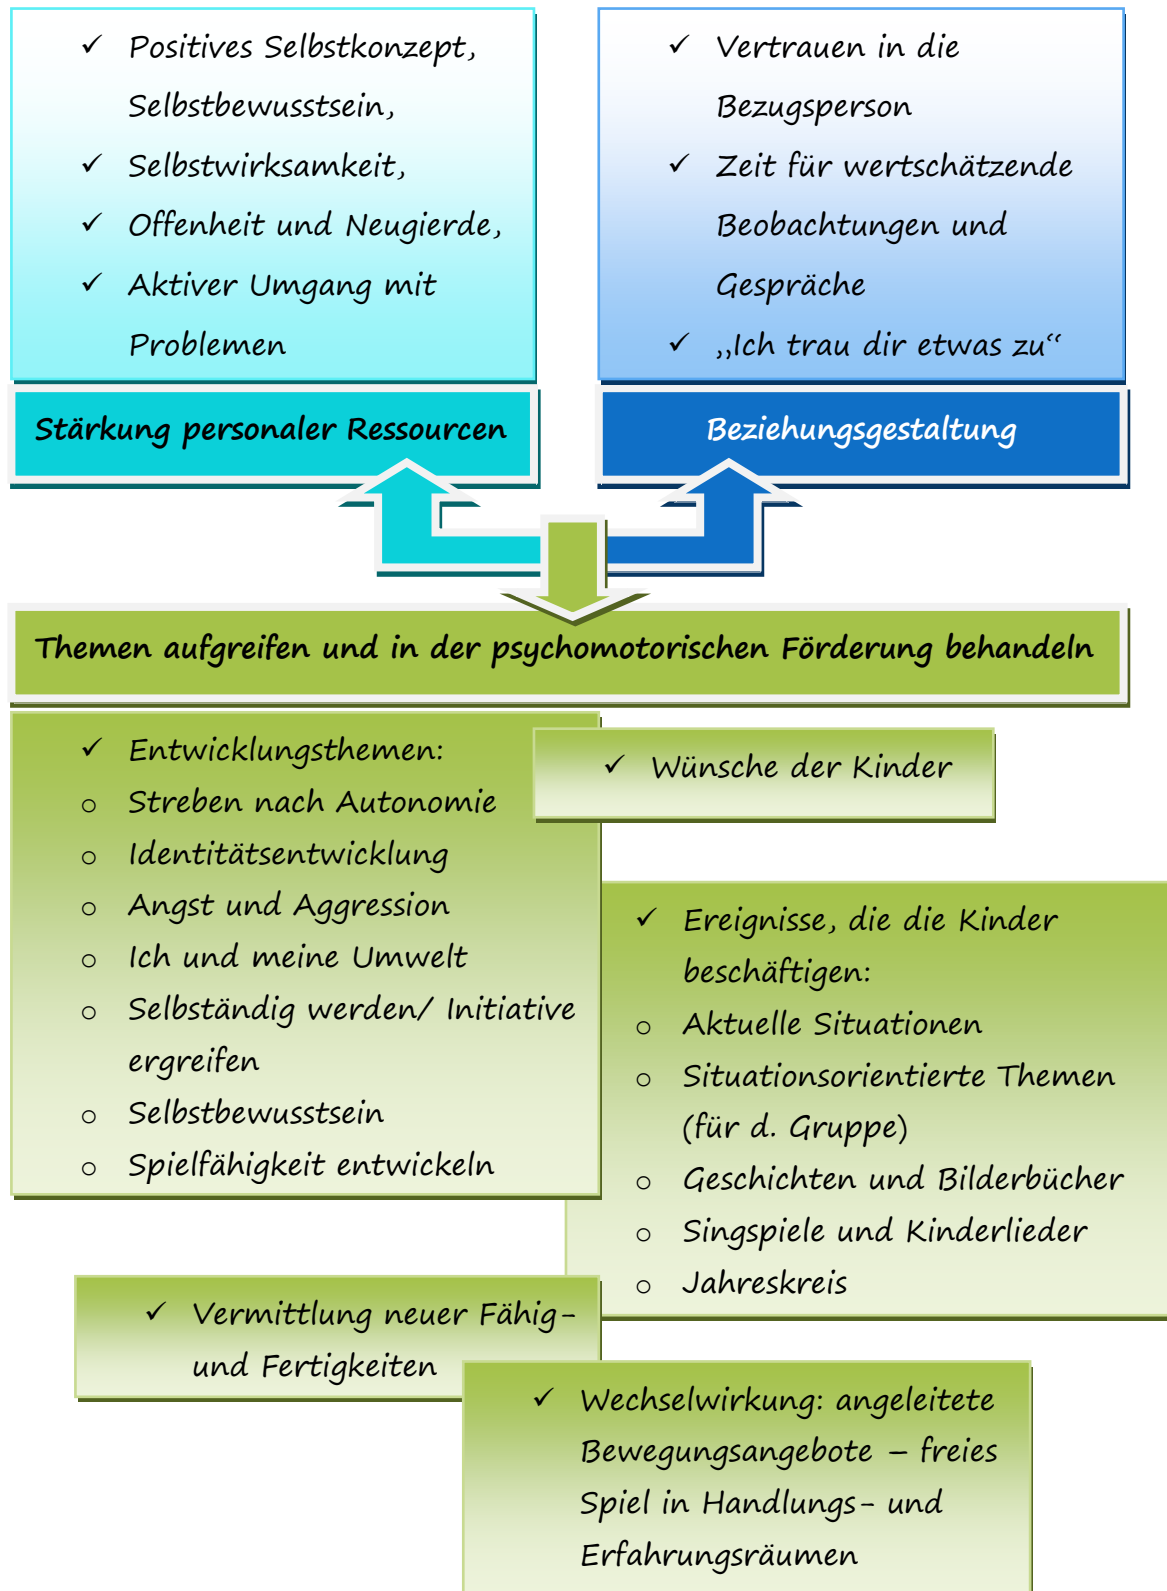 ✓ Positives Selbstkonzept,
Selbstbewusstsein,
✓ Selbstwirksamkeit,
✓ Offenheit und Neugierde,
✓ Aktiver Umgang mit
Problemen
Stärkung personaler Ressourcen
✓ Vertrauen in die
Bezugsperson
✓ Zeit für wertschätzende
Beobachtungen und
Gespräche
✓ „Ich trau dir etwas zu“
Beziehungsgestaltung
Themen aufgreifen und in der psychomotorischen Förderung behandeln
✓ Entwicklungsthemen:
o Streben nach Autonomie
o Identitätsentwicklung
o Angst und Aggression
o Ich und meine Umwelt
o Selbständig werden/ Initiative
ergreifen
o Selbstbewusstsein
o Spielfähigkeit entwickeln
✓ Wünsche der Kinder
✓ Ereignisse, die die Kinder
beschäftigen:
o Aktuelle Situationen
o Situationsorientierte Themen
(für d. Gruppe)
o Geschichten und Bilderbücher
o Singspiele und Kinderlieder
o Jahreskreis
✓ Vermittlung neuer Fähig-
und Fertigkeiten
✓ Wechselwirkung: angeleitete
Bewegungsangebote – freies
Spiel in Handlungs- und
Erfahrungsräumen